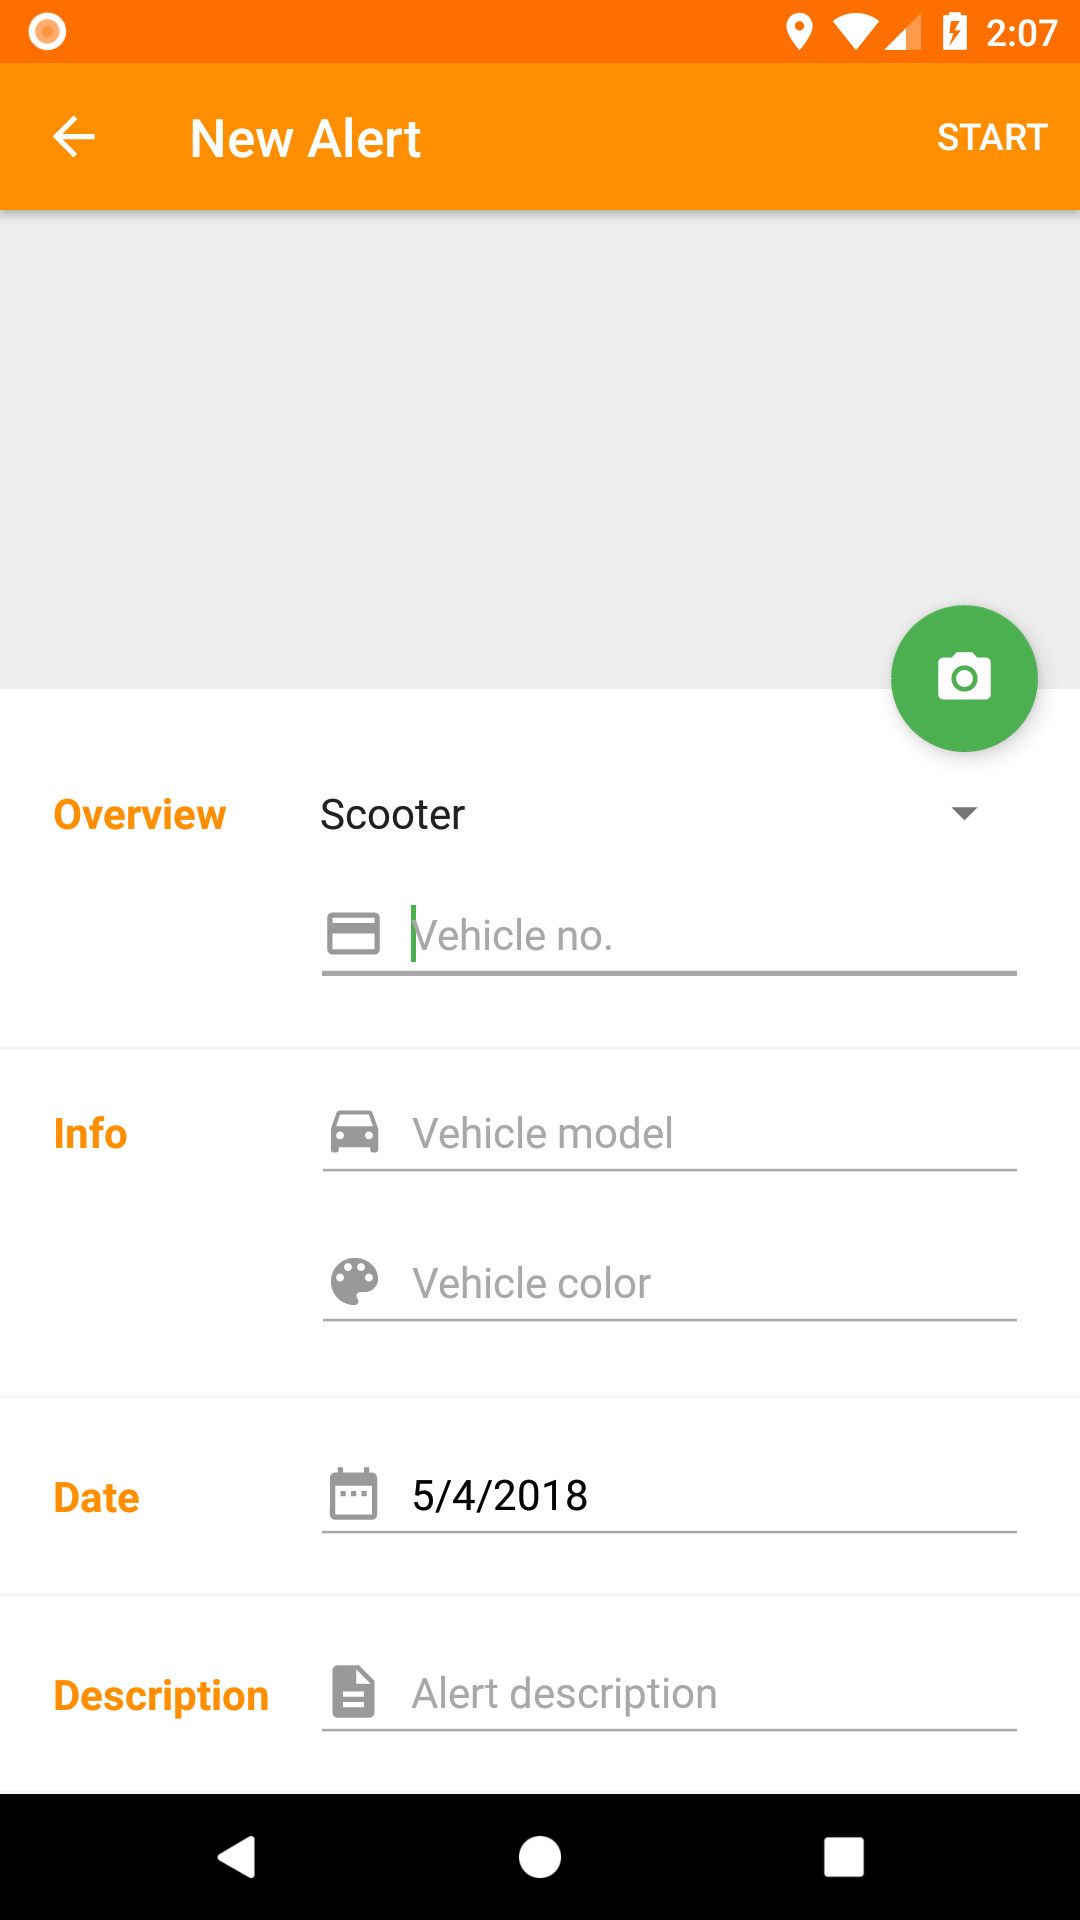 2:07
New Alert
START
Overview
Scooter
Vehicle no.
Info
Vehicle model
Vehicle color
Date
5/4/2018
Description
Alert description